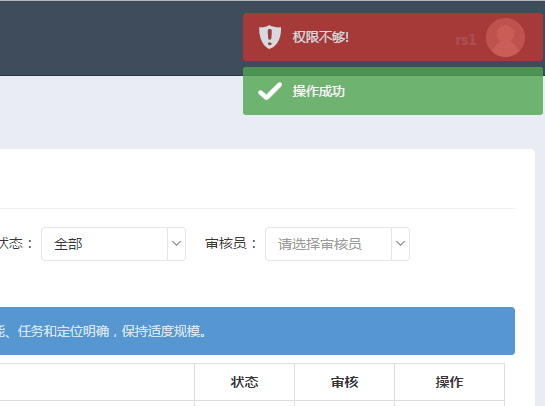 权限不够!
rs1
操作成功
状态：
全部
审核员：
请选择审核员
能、任务和定位明确，保持适度规模。
状态
审核
操作